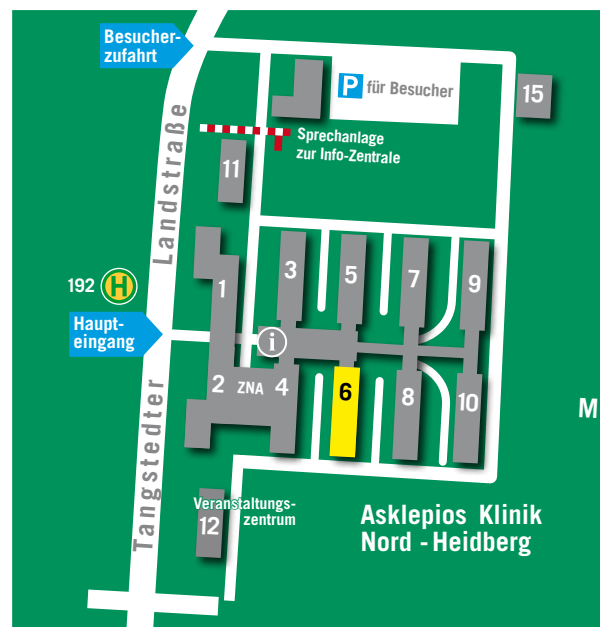 Besucher-
zufahrt
P für Besucher
15
Sprechanlage
zur Info-Zentrale
11
Landstraße
192 H
3
5
7
9
1
Haupt-
eingang
i
2 ZNA 4
6
8
10
M
Tangstedter
Veranstaltungs-
zentrum
12
Asklepios Klinik
Nord - Heidberg